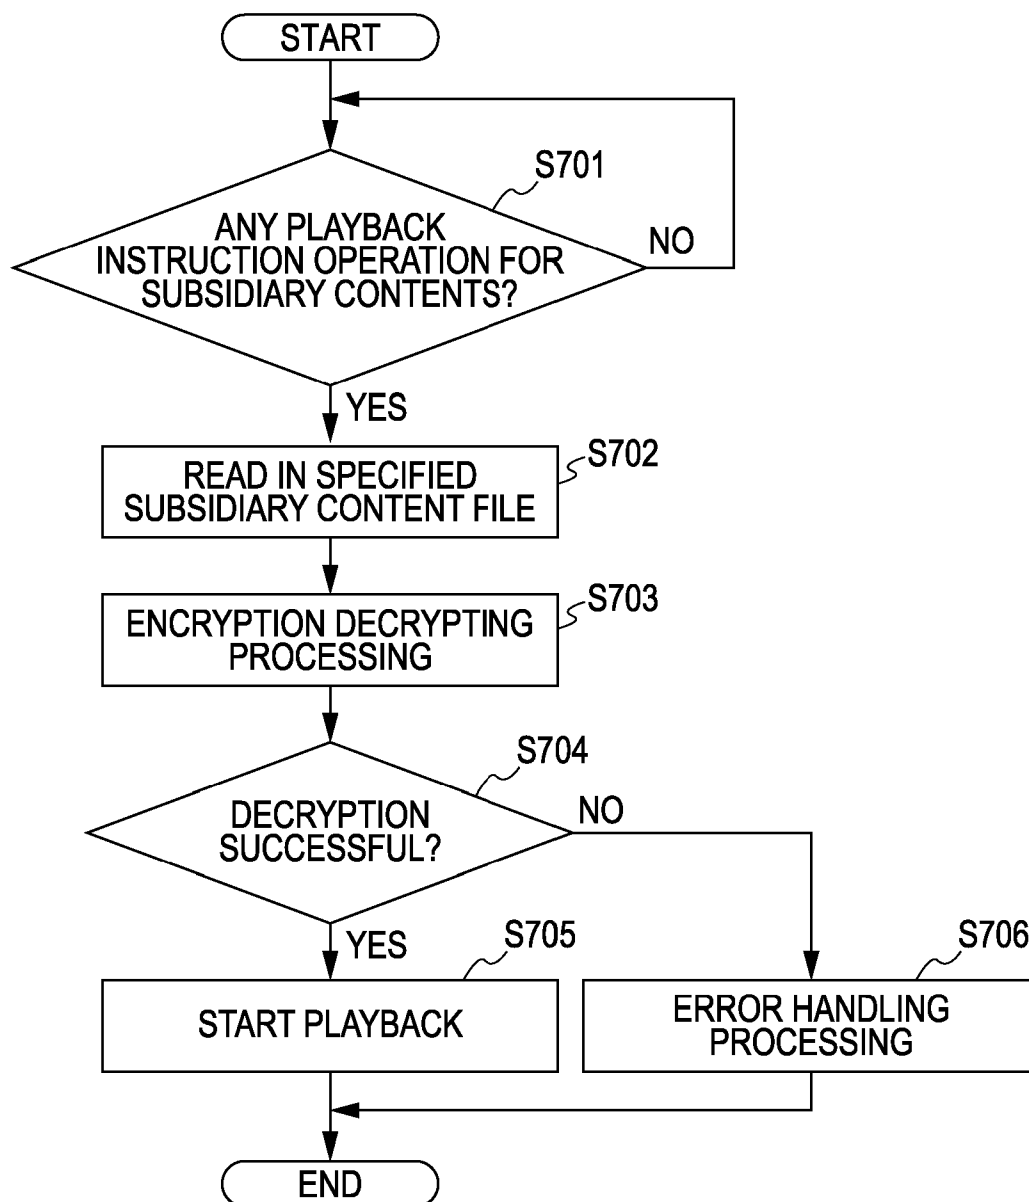 START
S701
ANY PLAYBACK
INSTRUCTION OPERATION FOR
SUBSIDIARY CONTENTS?
NO
YES
S702
READ IN SPECIFIED
SUBSIDIARY CONTENT FILE
S703
ENCRYPTION DECRYPTING
PROCESSING
S704
DECRYPTION
SUCCESSFUL?
NO
YES
S705
START PLAYBACK
S706
ERROR HANDLING
PROCESSING
END